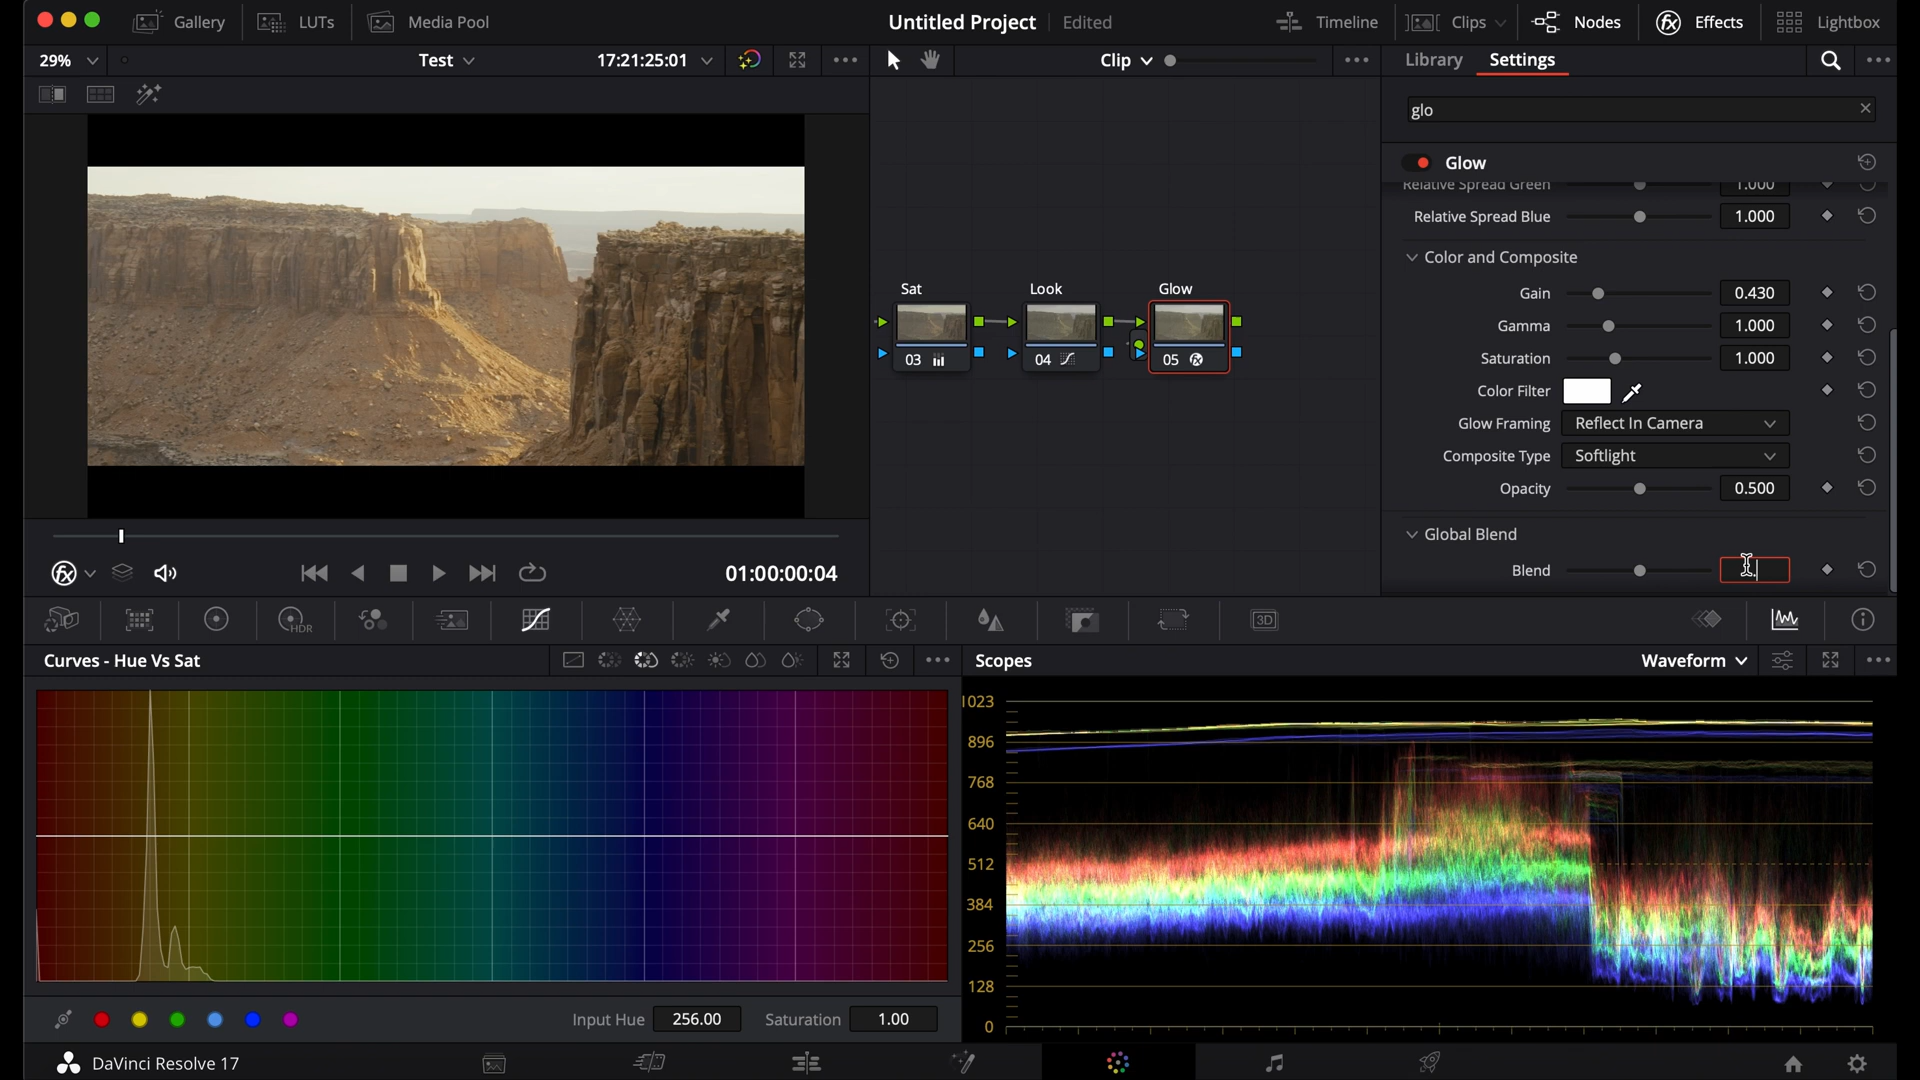 Gallery LUTs Media Pool Untitled Project Edited Timeline Clips Nodes Effects Lightbox
29% Test 17:21:25:01 Clip Library Settings
glo
Glow
Relative Spread Green 1.000
Relative Spread Blue 1.000
Color and Composite
Sat Look Glow
Gain 0.430
Gamma 1.000
03 04 05
Saturation 1.000
Color Filter
Glow Framing Reflect In Camera
Composite Type Softlight
Opacity 0.500
Global Blend
01:00:00:04
Blend
HDR
3D
Curves - Hue Vs Sat Scopes Waveform
1023
896
768
640
512
384
256
128
0
Input Hue 256.00 Saturation 1.00
DaVinci Resolve 17